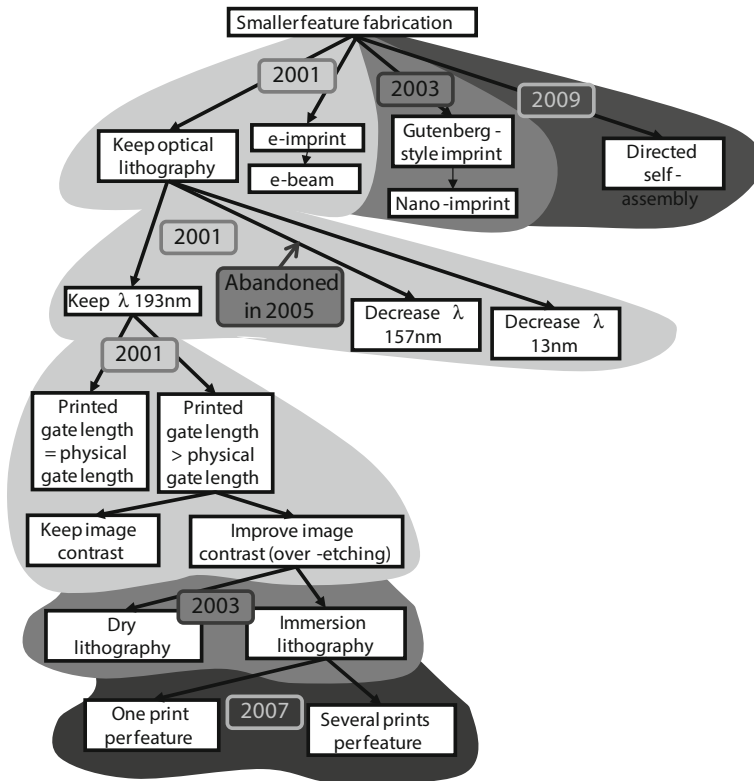 Smaller feature fabrication
2001
2003
2009
Keep optical
lithography
e-imprint
e-beam
Gutenberg -
style imprint
Nano -imprint
Directed
self -
assembly
2001
Abandoned
in 2005
Keep λ 193nm
Decrease λ
157nm
Decrease λ
13nm
2001
Printed
gate length
= physical
gate length
Printed
gate length
> physical
gate length
Keep image
contrast
Improve image
contrast (over -etching)
2003
Dry
lithography
Immersion
lithography
2007
One print
per feature
Several prints
per feature